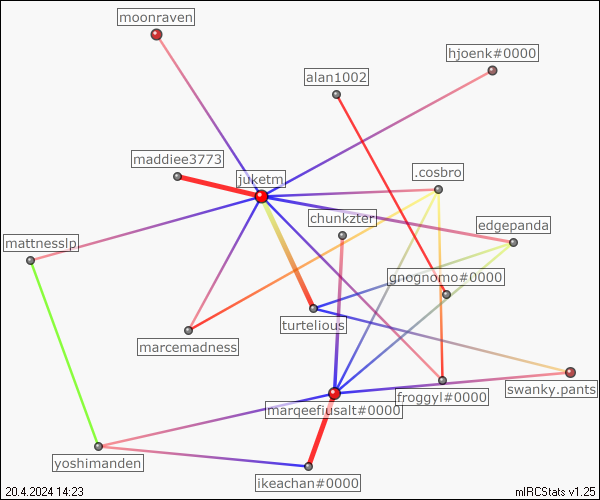 moonraven
hjoenk#0000
alan1002
maddiee3773
juketm
.cosbro
chunkzter
edgepanda
mattnesslp
gnognomo#0000
turtelious
marcemadness
swanky.pants
froggyl#0000
marqeefiusalt#0000
yoshimanden
ikeachan#0000
20.4.2024 14:23
mIRCStats v1.25